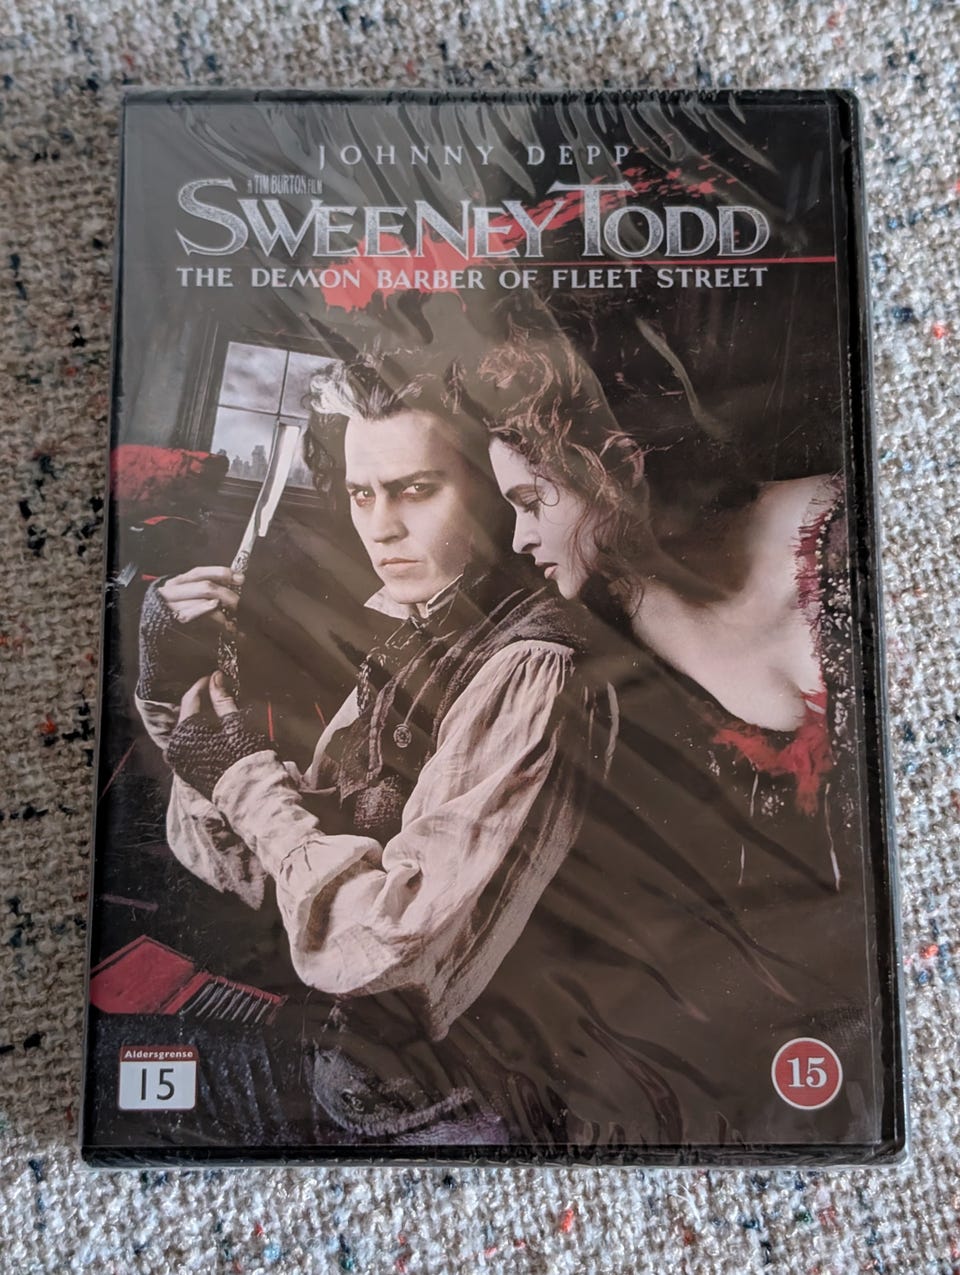 JOHNNY DEPP
A TIM BURTON FILM
SWEENEY TODD
THE DEMON BARBER OF FLEET STREET
Aldersgrense
15
15